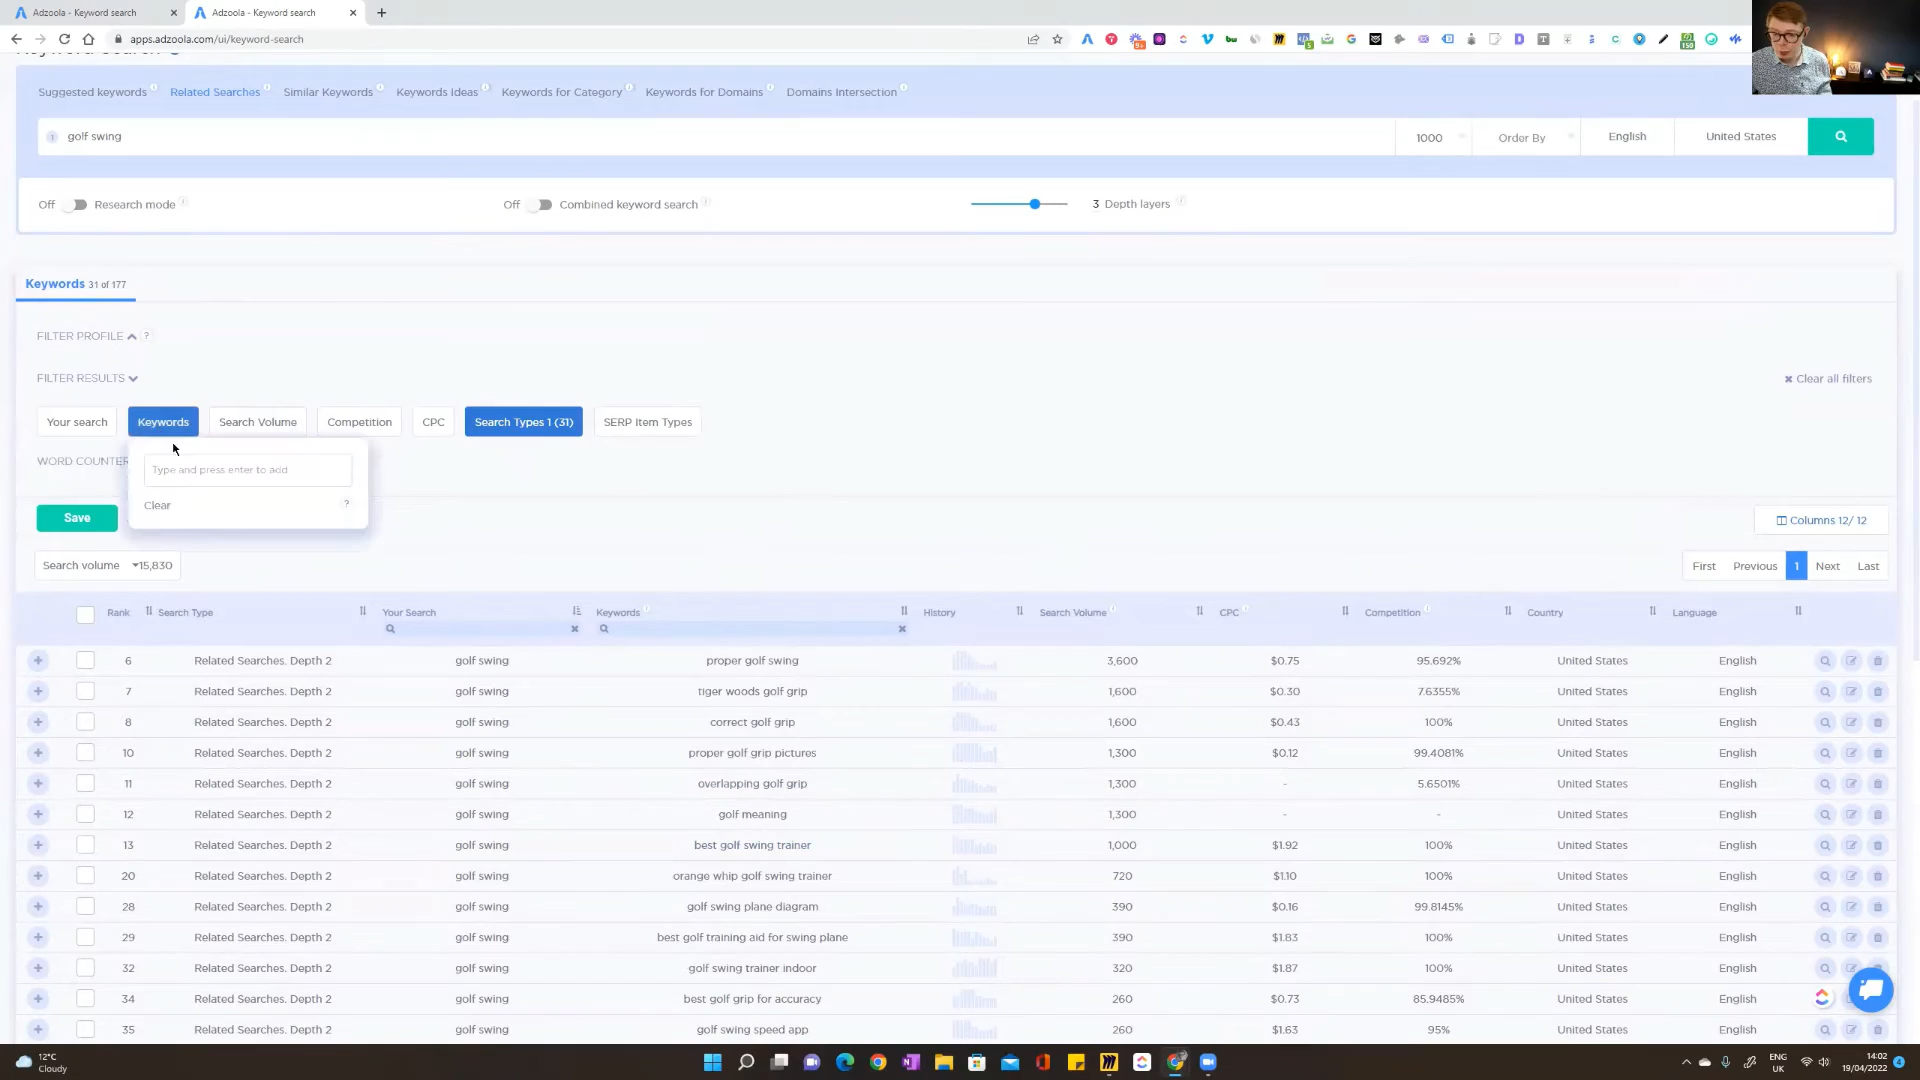 Adzoola - Keyword search
Adzoola - Keyword search
apps.adzoola.com/ui/keyword-search
Suggested keywords Related Searches Similar Keywords Keywords Ideas Keywords for Category Keywords for Domains Domains Intersection
1 golf swing 1000 Order By English United States
Off Research mode Off Combined keyword search 3 Depth layers
Keywords 31 of 177
FILTER PROFILE ?
FILTER RESULTS
Clear all filters
Your search Keywords Search Volume Competition CPC Search Types 1 (31) SERP Item Types
WORD COUNTER
Type and press enter to add
Clear ?
Save
Columns 12/ 12
Search volume 15,830
First Previous 1 Next Last
Rank Search Type Your Search Keywords History Search Volume CPC Competition Country Language
6 Related Searches. Depth 2 golf swing proper golf swing 3,600 $0.75 95.692% United States English
7 Related Searches. Depth 2 golf swing tiger woods golf grip 1,600 $0.30 7.6355% United States English
8 Related Searches. Depth 2 golf swing correct golf grip 1,600 $0.43 100% United States English
10 Related Searches. Depth 2 golf swing proper golf grip pictures 1,300 $0.12 99.4081% United States English
11 Related Searches. Depth 2 golf swing overlapping golf grip 1,300 - 5.6501% United States English
12 Related Searches. Depth 2 golf swing golf meaning 1,300 - - United States English
13 Related Searches. Depth 2 golf swing best golf swing trainer 1,000 $1.92 100% United States English
20 Related Searches. Depth 2 golf swing orange whip golf swing trainer 720 $1.10 100% United States English
28 Related Searches. Depth 2 golf swing golf swing plane diagram 390 $0.16 99.8145% United States English
29 Related Searches. Depth 2 golf swing best golf training aid for swing plane 390 $1.83 100% United States English
32 Related Searches. Depth 2 golf swing golf swing trainer indoor 320 $1.87 100% United States English
34 Related Searches. Depth 2 golf swing best golf grip for accuracy 260 $0.73 85.9485% United States English
35 Related Searches. Depth 2 golf swing golf swing speed app 260 $1.63 95% United States English
12°C
Cloudy
ENG
UK
14:02
19/04/2022
4